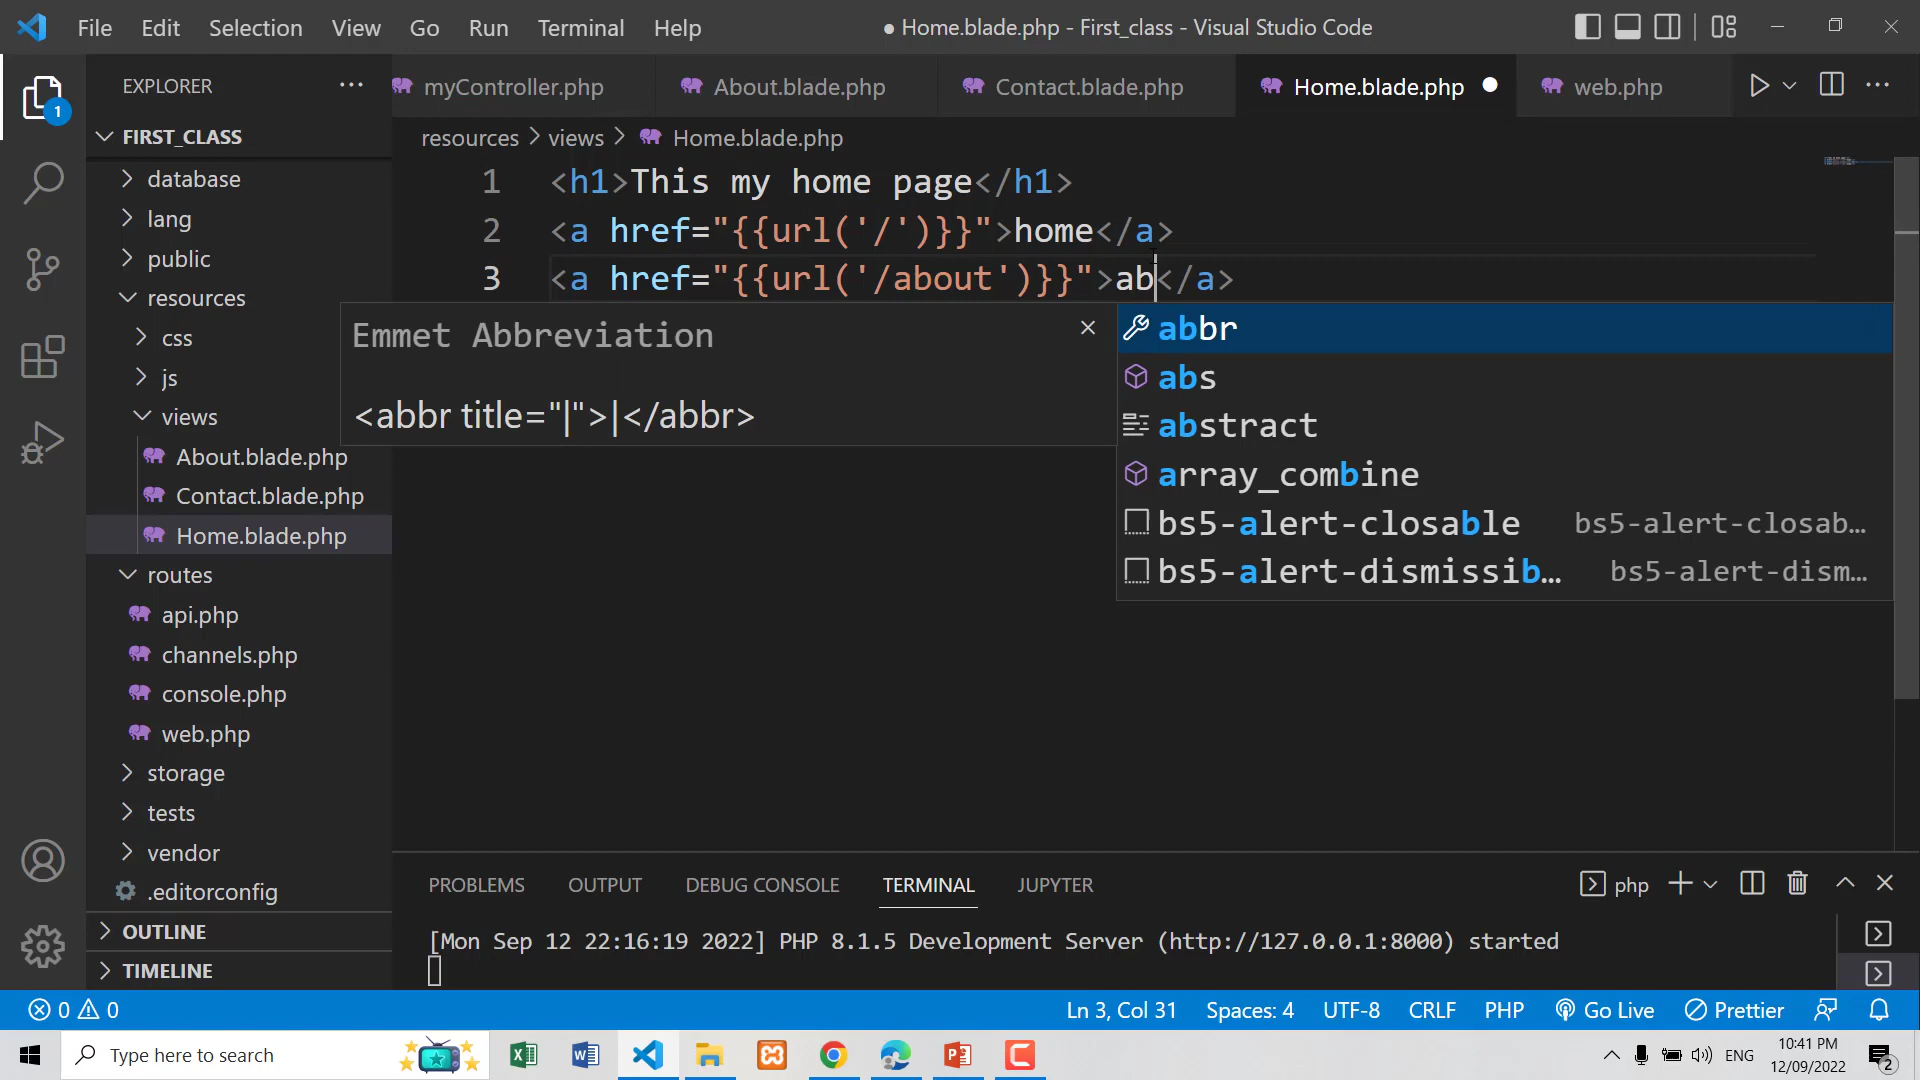 File Edit Selection View Go Run Terminal Help ● Home.blade.php - First_class - Visual Studio Code
EXPLORER ...
myController.php About.blade.php Contact.blade.php Home.blade.php ● web.php
1
FIRST_CLASS
resources > views > Home.blade.php
database
lang
public
resources
css
js
views
About.blade.php
Contact.blade.php
Home.blade.php
routes
api.php
channels.php
console.php
web.php
storage
tests
vendor
.editorconfig
OUTLINE
TIMELINE
1 <h1>This my home page</h1>
2 <a href="{{url('/')}}">home</a>
3 <a href="{{url('/about')}}">ab</a>
Emmet Abbreviation
<abbr title="|">|</abbr>
abbr
abs
abstract
array_combine
bs5-alert-closable bs5-alert-closab…
bs5-alert-dismissib… bs5-alert-dism…
PROBLEMS OUTPUT DEBUG CONSOLE TERMINAL JUPYTER php
[Mon Sep 12 22:16:19 2022] PHP 8.1.5 Development Server (http://127.0.0.1:8000) started
0 0 Ln 3, Col 31 Spaces: 4 UTF-8 CRLF PHP Go Live Prettier
Type here to search
ENG
10:41 PM
12/09/2022
2